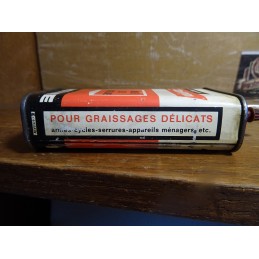 POUR GRAISSAGES DÉLICATS
armes-cycles-serrures-appareils ménagers, etc.